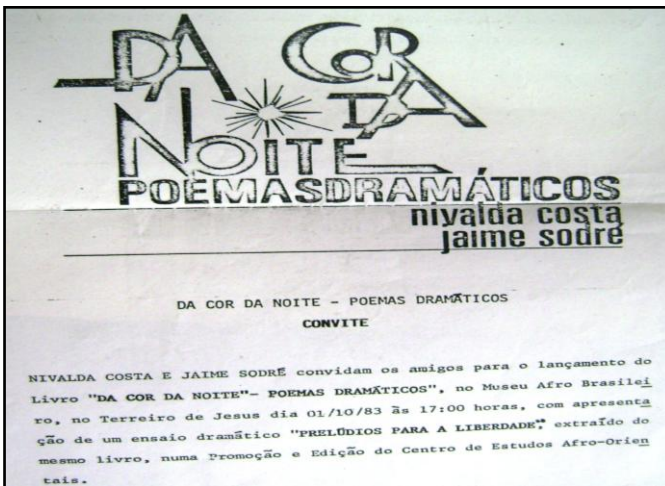 DA COR
DA
NOITE
POEMASDRAMÁTICOS
nivalda costa
jaime sodré
DA COR DA NOITE - POEMAS DRAMÁTICOS
CONVITE
NIVALDA COSTA E JAIME SODRÉ convidam os amigos para o lançamento do
Livro "DA COR DA NOITE"- POEMAS DRAMÁTICOS", no Museu Afro Brasilei
ro, no Terreiro de Jesus dia 01/10/83 às 17:00 horas, com apresenta
ção de um ensaio dramático "PRELÚDIOS PARA A LIBERDADE", extraído do
mesmo livro, numa Promoção e Edição do Centro de Estudos Afro-Orien
tais.